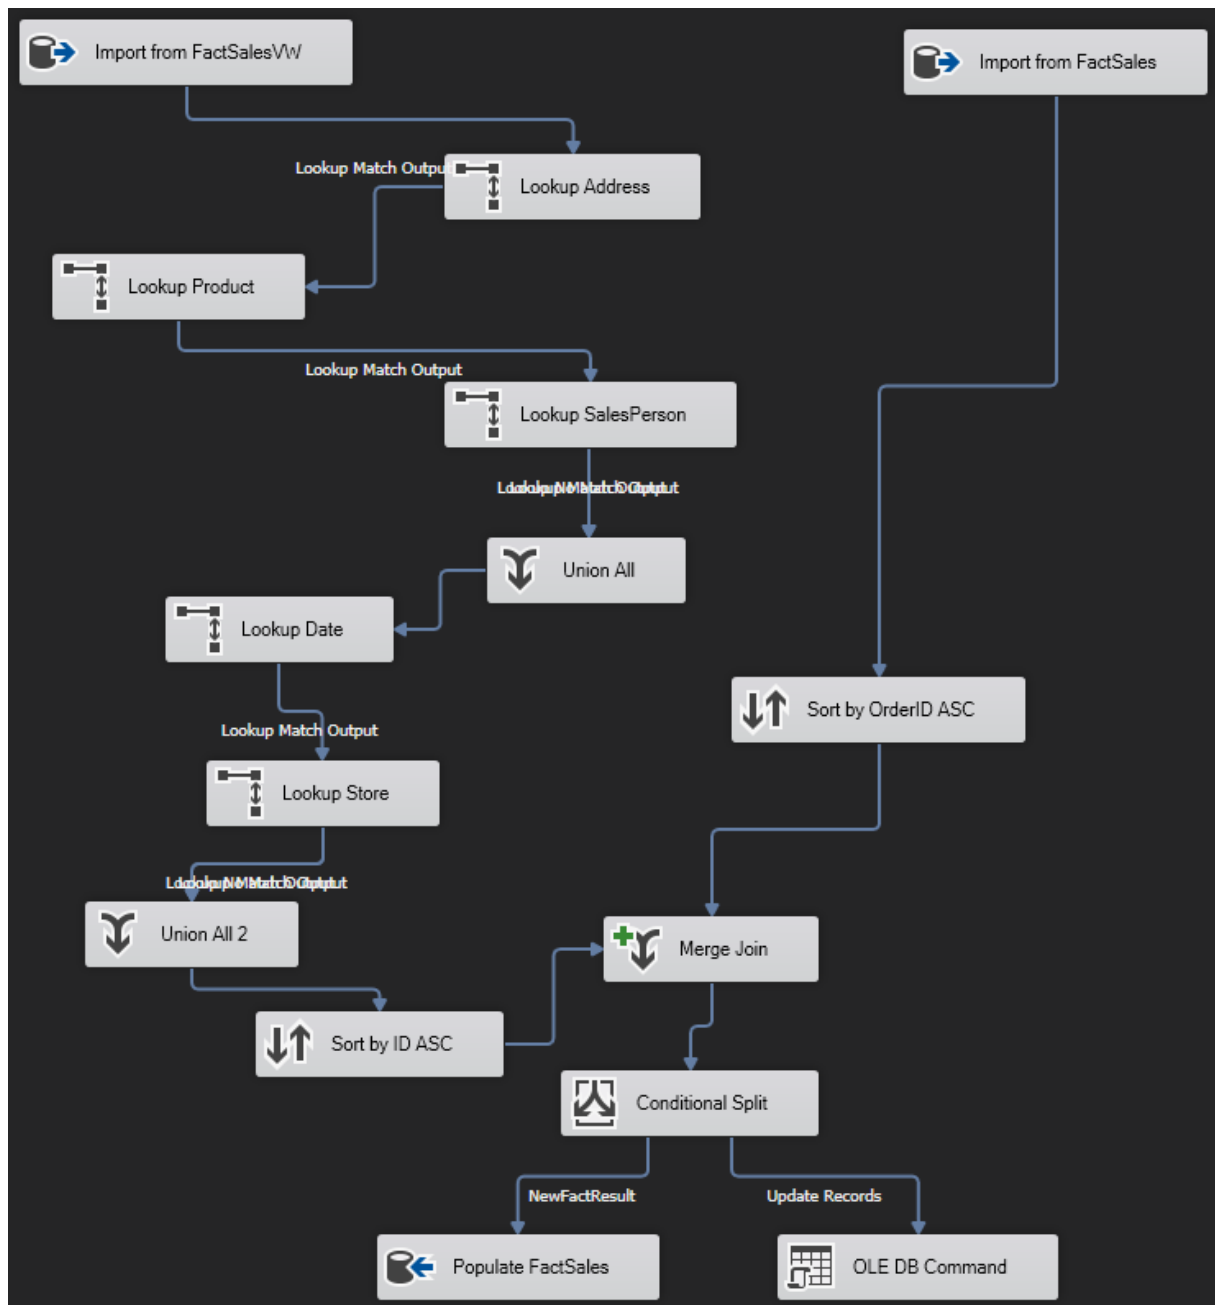 Import from FactSalesVW
Import from FactSales
Lookup Match Output
Lookup Address
Lookup Product
Lookup Match Output
Lookup SalesPerson
Union All
Lookup Date
Sort by OrderID ASC
Lookup Match Output
Lookup Store
Union All 2
Merge Join
Sort by ID ASC
Conditional Split
NewFactResult
Update Records
Populate FactSales
OLE DB Command